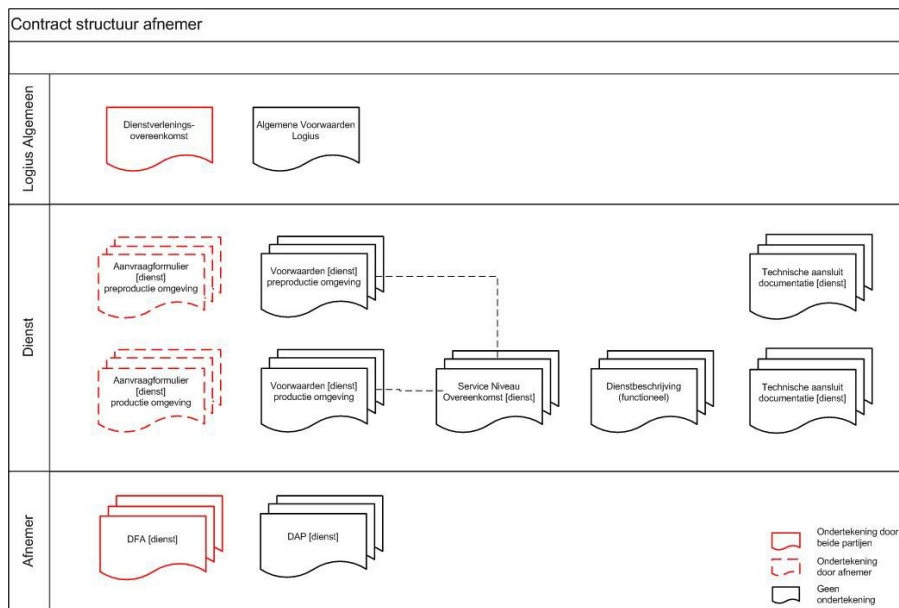 Contract structuur afnemer
Logius Algemeen
Dienstverlenings-
overeenkomst
Algemene Voorwaarden
Logius
Dienst
Aanvraagformulier
[dienst]
preproductie omgeving
Voorwaarden [dienst]
preproductie omgeving
Technische aansluit
documentatie [dienst]
Aanvraagformulier
[dienst]
productie omgeving
Voorwaarden [dienst]
productie omgeving
Service Niveau
Overeenkomst [dienst]
Dienstbeschrijving
(functioneel)
Technische aansluit
documentatie [dienst]
Afnemer
DFA [dienst]
DAP [dienst]
Ondertekening door
beide partijen
Ondertekening
door afnemer
Geen
ondertekening